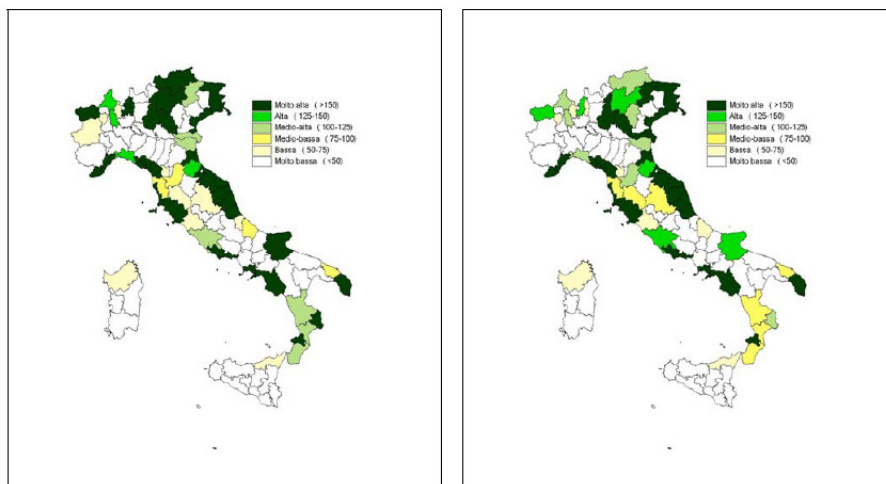 Molto alta (>150)
Alta (125-150)
Medio-alta (100-125)
Medio-bassa (75-100)
Bassa (50-75)
Molto bassa (<50)
Molto alta (>150)
Alta (125-150)
Medio-alta (100-125)
Medio-bassa (75-100)
Bassa (50-75)
Molto bassa (<50)